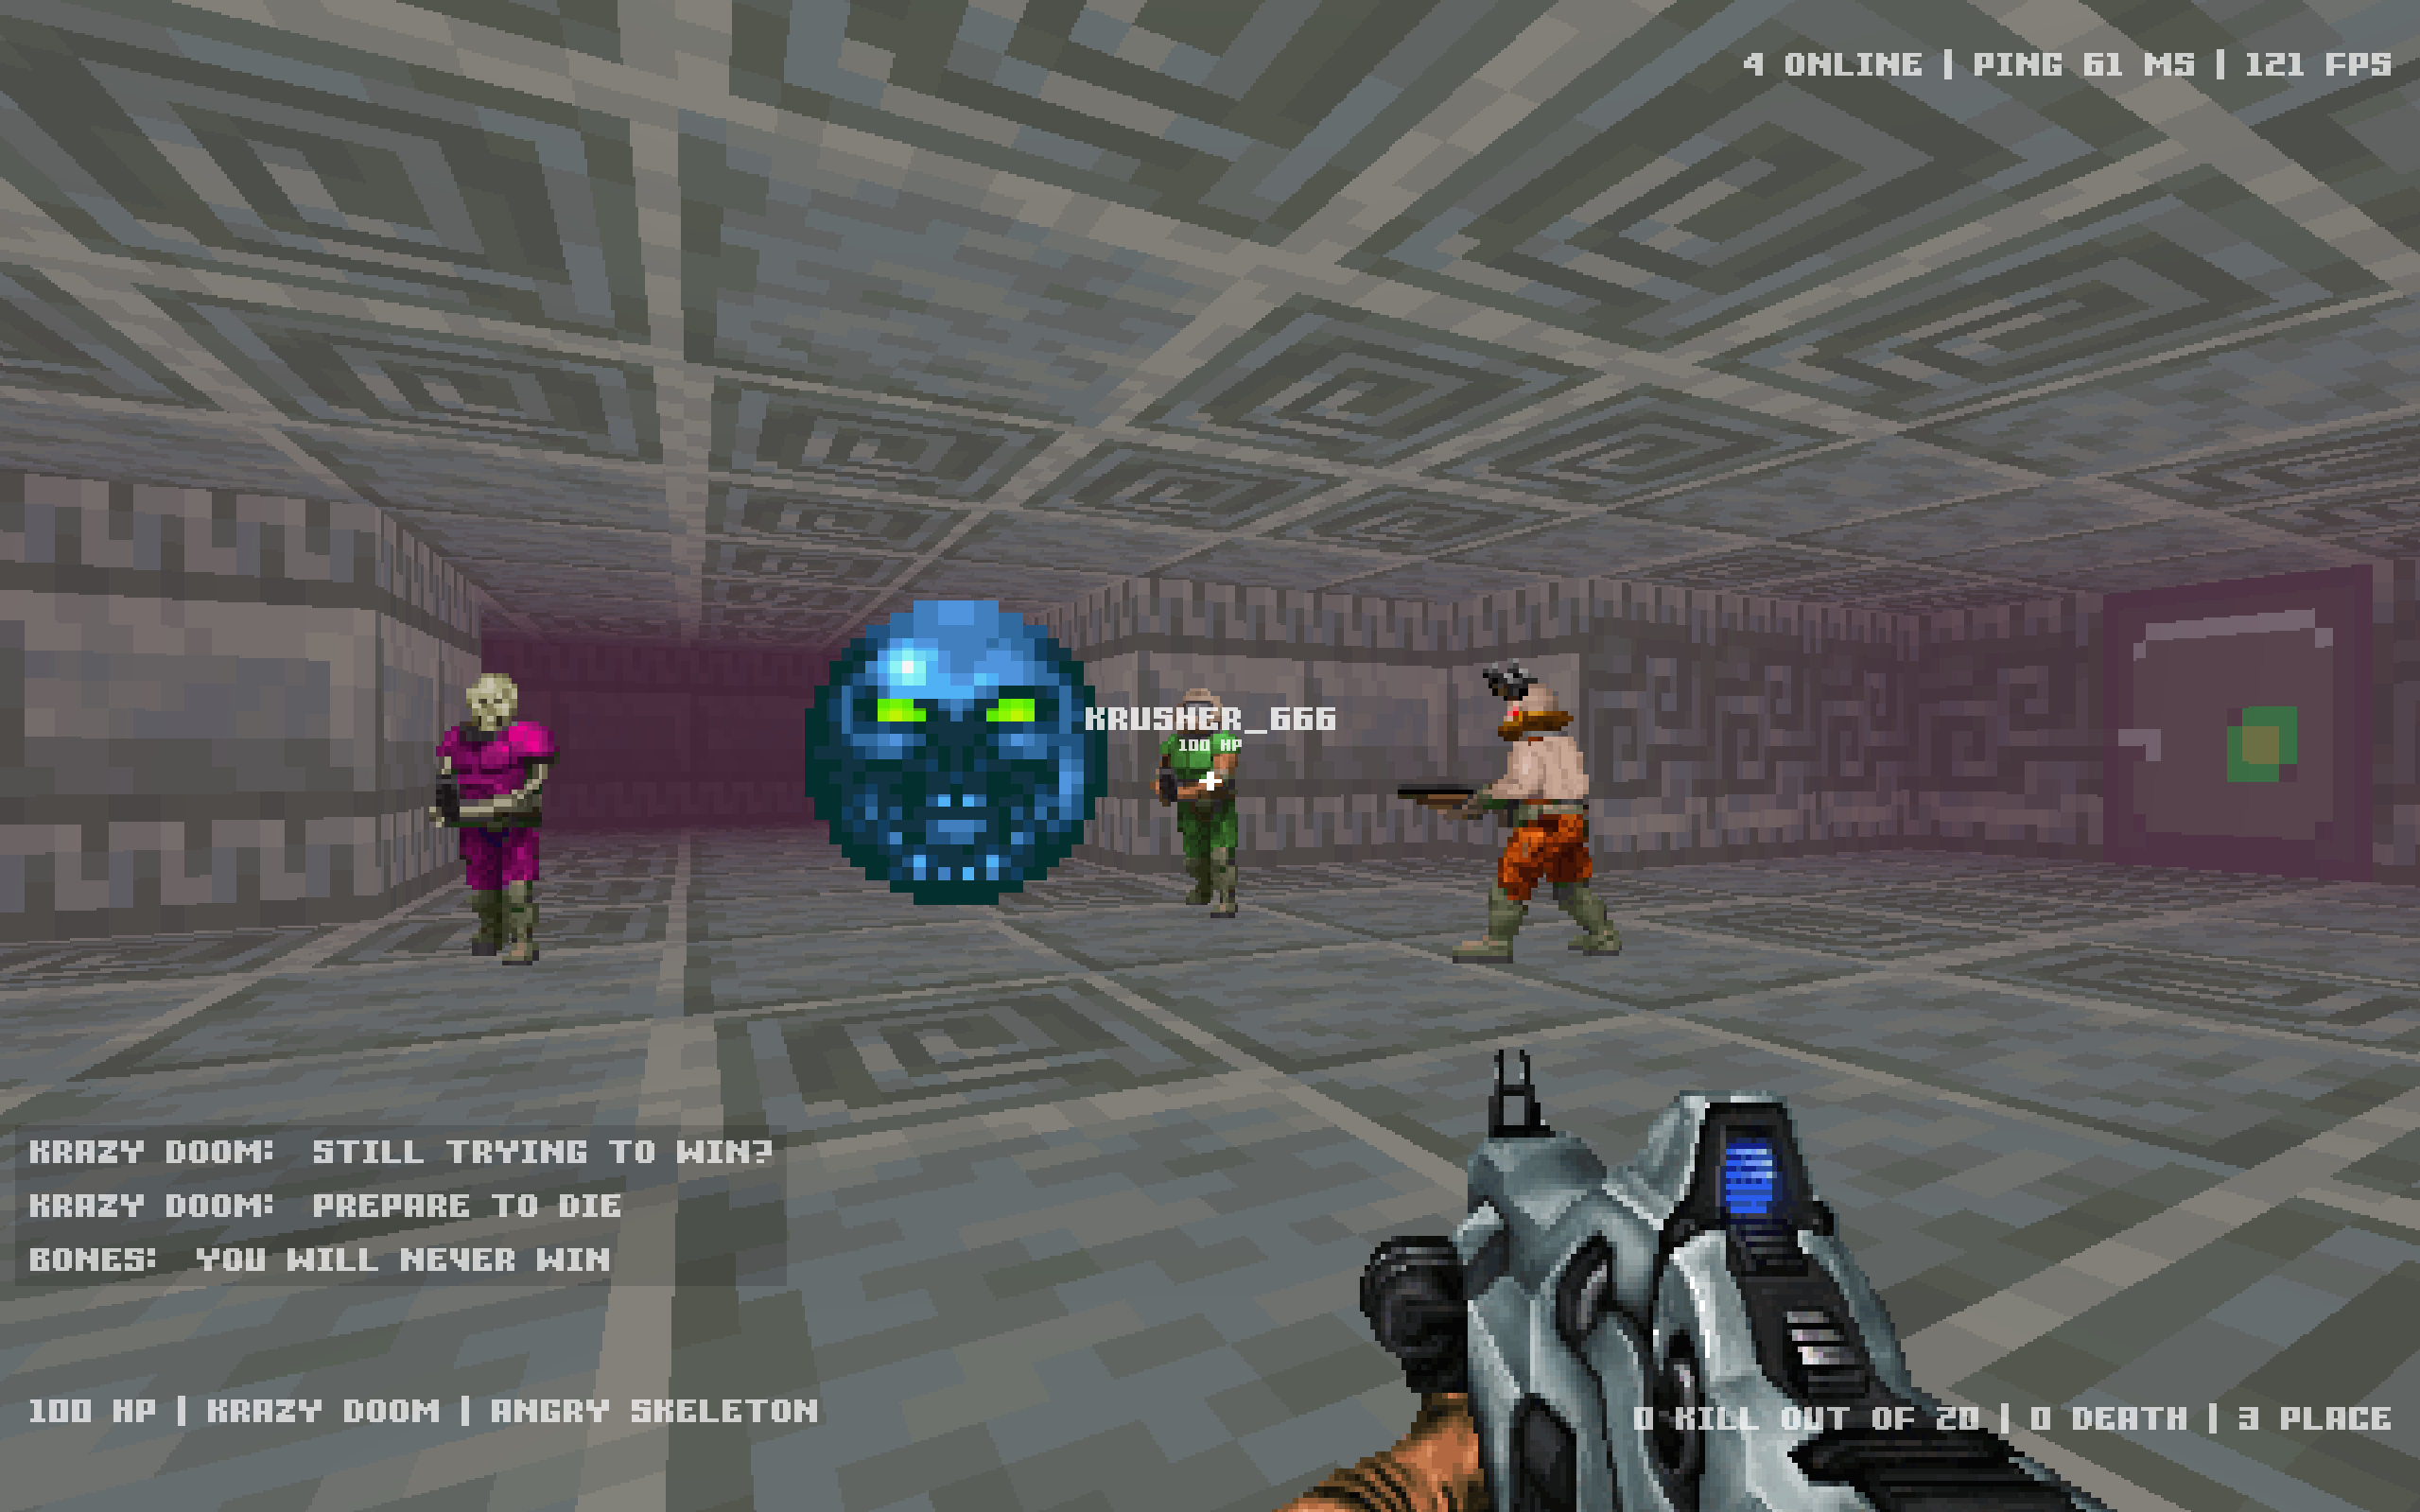 4 ONLINE | PING 61 MS | 121 FPS
KRUSHER_666
100 HP
KRAZY DOOM: STILL TRYING TO WIN?
KRAZY DOOM: PREPARE TO DIE
BONES: YOU WILL NEVER WIN
100 HP | KRAZY DOOM | ANGRY SKELETON
0 KILL OUT OF 20 | 0 DEATH | 3 PLACE